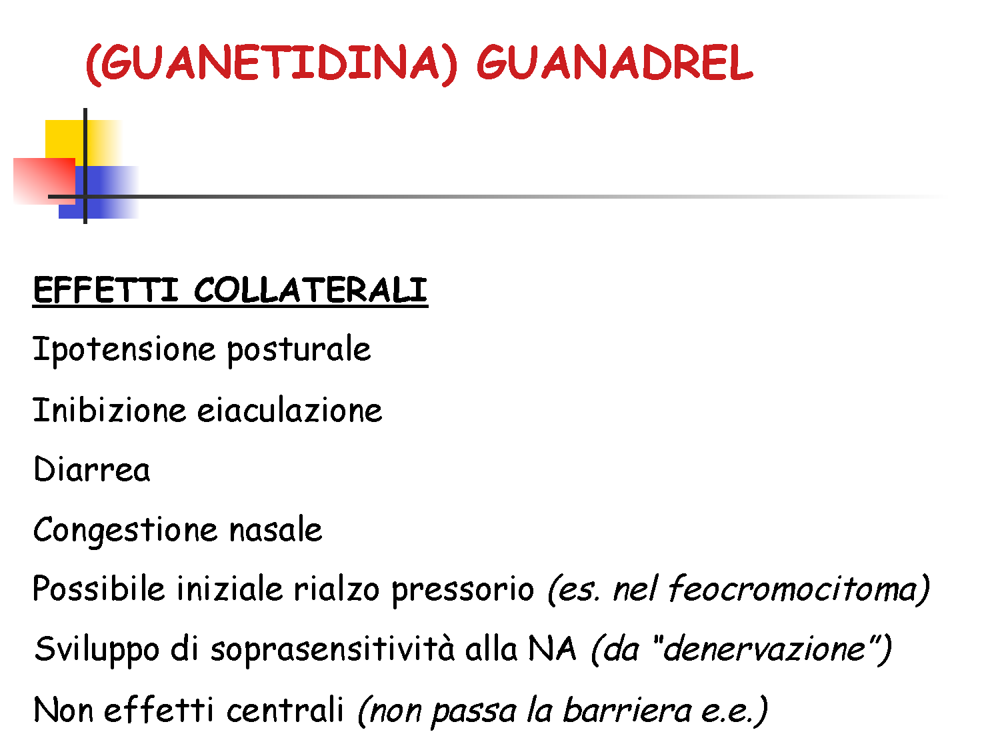 (GUANETIDINA) GUANADREL
EFFETTI COLLATERALI
Ipotensione posturale
Inibizione eiaculazione
Diarrea
Congestione nasale
Possibile iniziale rialzo pressorio (es. nel feocromocitoma)
Sviluppo di soprasensitività alla NA (da “denervazione”)
Non effetti centrali (non passa la barriera e.e.)